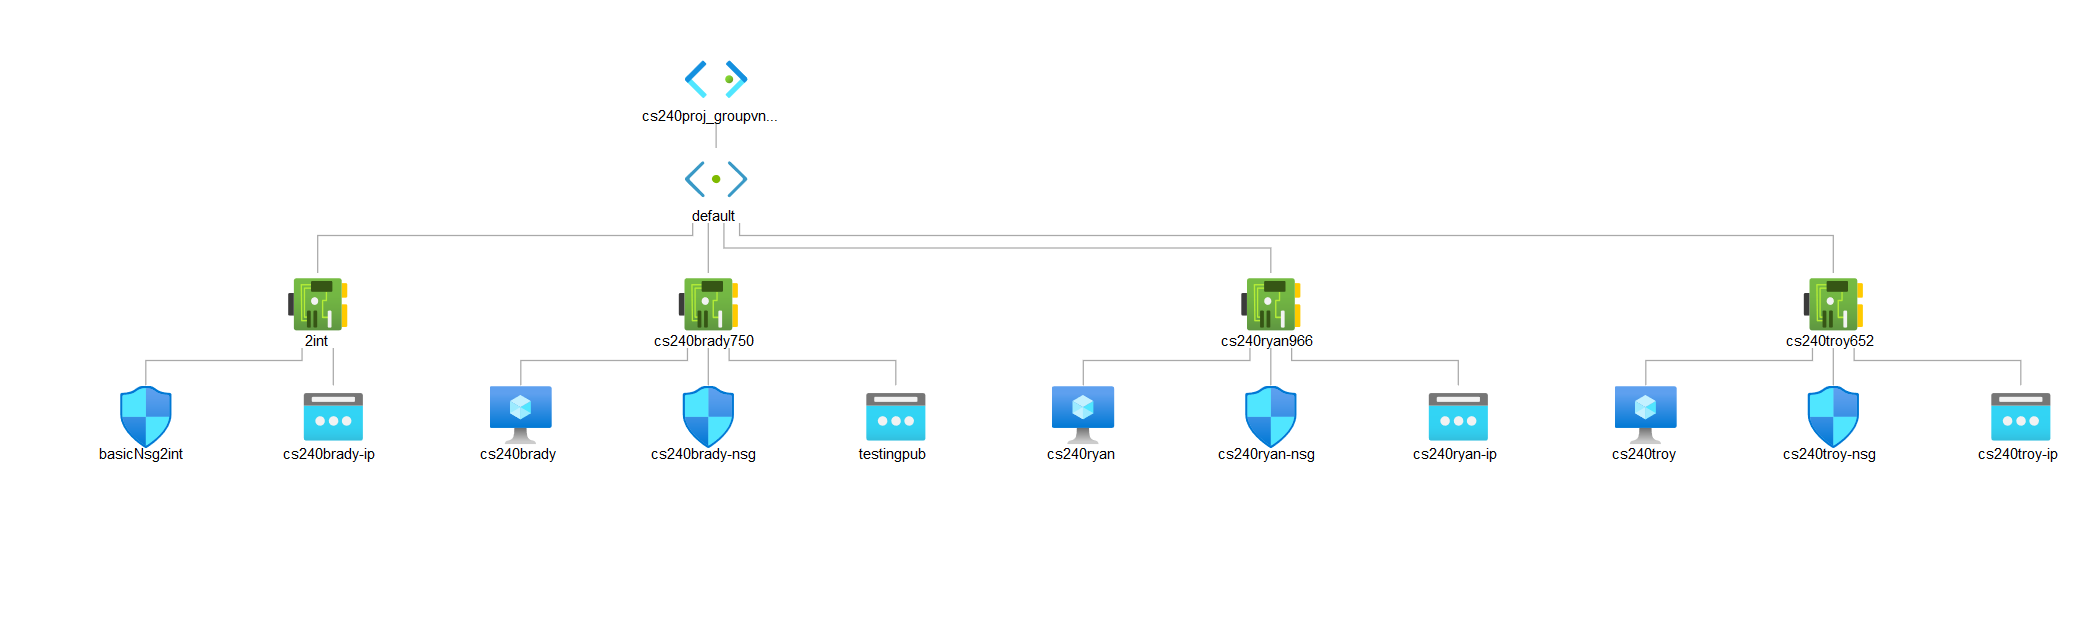 cs240proj_groupvn...
default
2int
cs240brady750
cs240ryan966
cs240troy652
basicNsg2int
cs240brady-ip
cs240brady
cs240brady-nsg
testingpub
cs240ryan
cs240ryan-nsg
cs240ryan-ip
cs240troy
cs240troy-nsg
cs240troy-ip